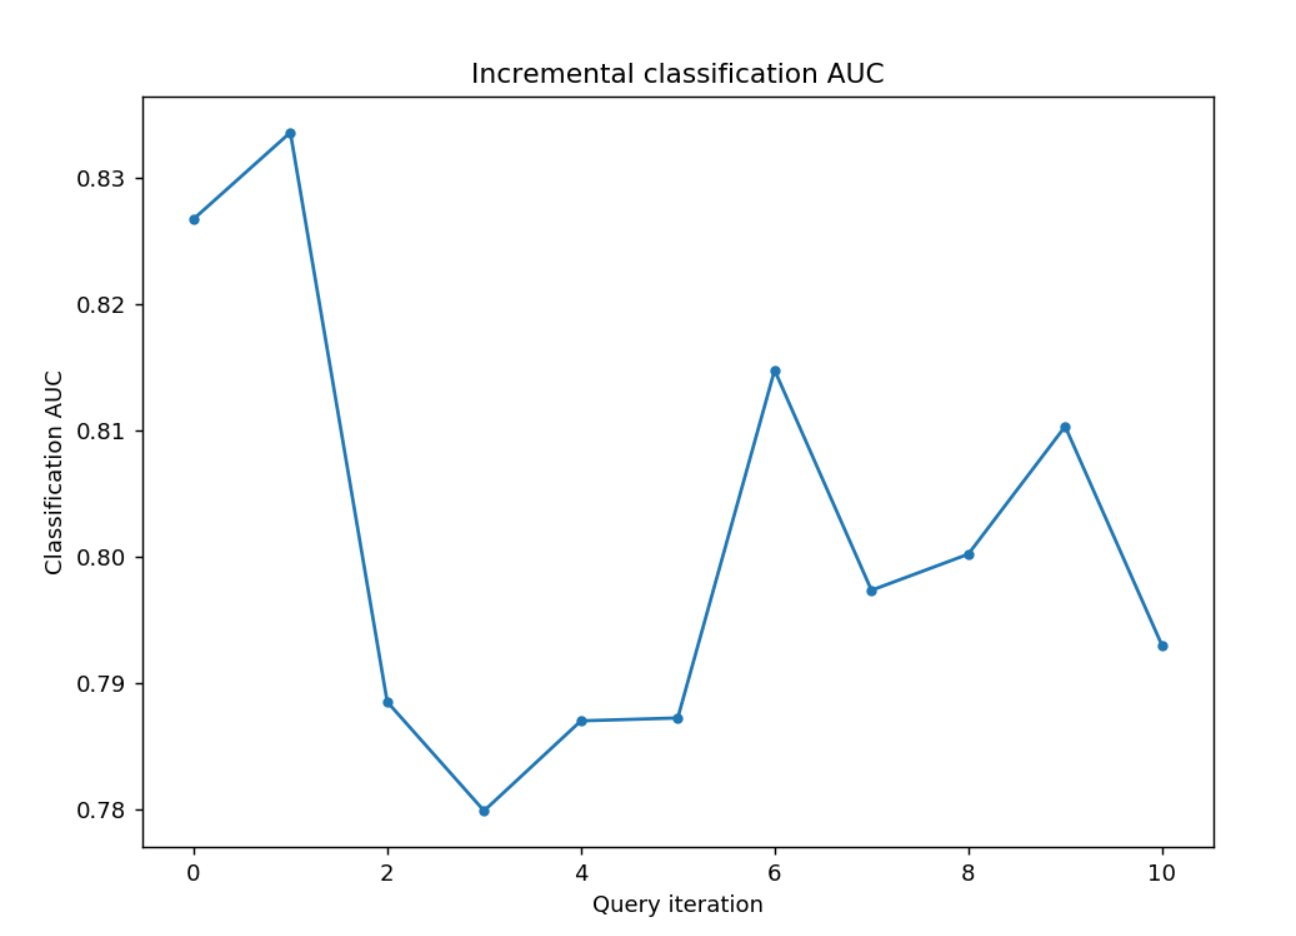 Incremental classification AUC
0.83
0.82
0.81
0.80
0.79
0.78
Classification AUC
0 2 4 6 8 10
Query iteration